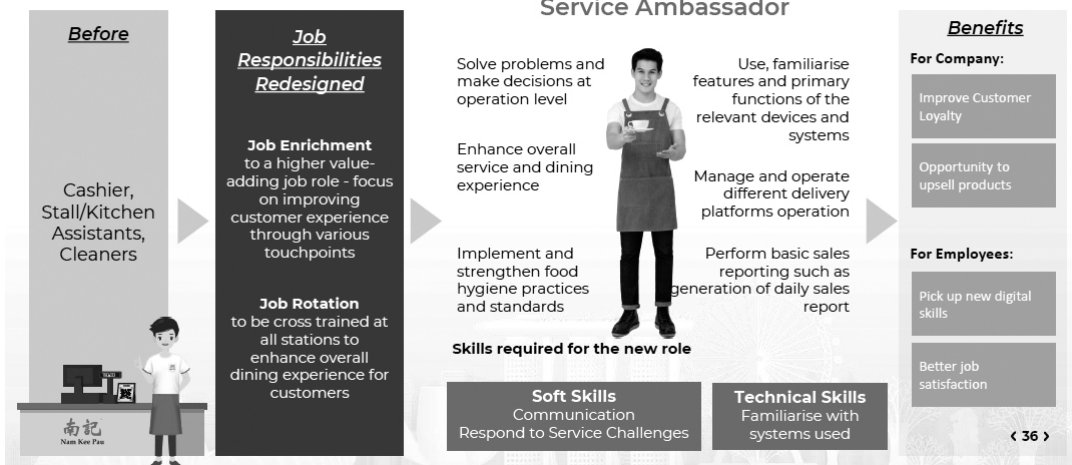 Service Ambassador
Before
Cashier,
Stall/Kitchen
Assistants,
Cleaners
南記
Nam Kee Pau
Job
Responsibilities
Redesigned
Job Enrichment
to a higher value-
adding job role - focus
on improving
customer experience
through various
touchpoints
Job Rotation
to be cross trained at
all stations to
enhance overall
dining experience for
customers
Solve problems and
make decisions at
operation level
Enhance overall
service and dining
experience
Implement and
strengthen food
hygiene practices
and standards
Use, familiarise
features and primary
functions of the
relevant devices and
systems
Manage and operate
different delivery
platforms operation
Perform basic sales
reporting such as
generation of daily sales
report
Skills required for the new role
Soft Skills
Communication
Respond to Service Challenges
Technical Skills
Familiarise with
systems used
Benefits
For Company:
Improve Customer
Loyalty
Opportunity to
upsell products
For Employees:
Pick up new digital
skills
Better job
satisfaction
‹ 36 ›